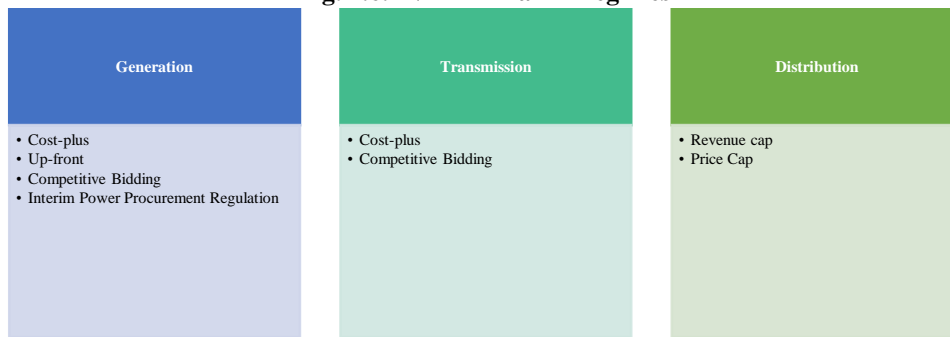 Generation
• Cost-plus
• Up-front
• Competitive Bidding
• Interim Power Procurement Regulation
Transmission
• Cost-plus
• Competitive Bidding
Distribution
• Revenue cap
• Price Cap